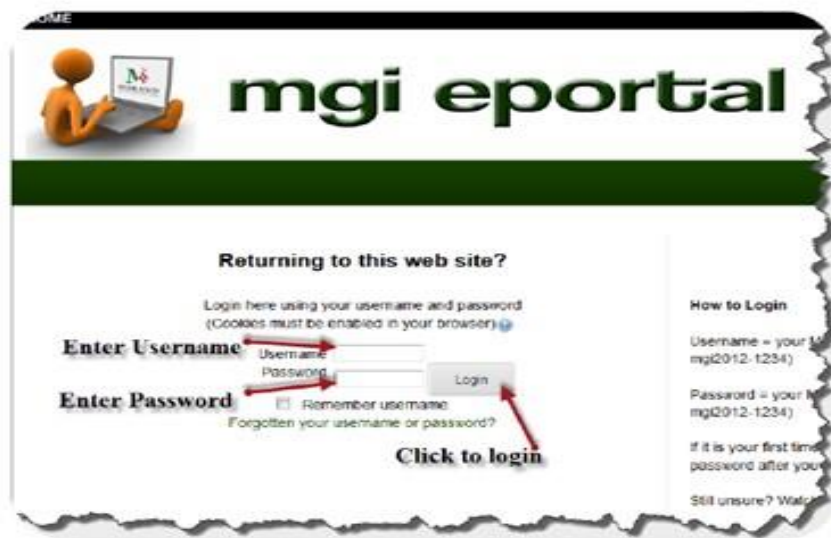 HOME
mgi eportal
Returning to this web site?
Login here using your username and password
(Cookies must be enabled in your browser)
Enter Username
Username
Password
Login
Enter Password
Remember username
Forgotten your username or password?
Click to login
How to Login
Username = your
mgi2012-1234)
Password = your
mgi2012-1234)
If it is your first time
password after you
Still unsure? Watch